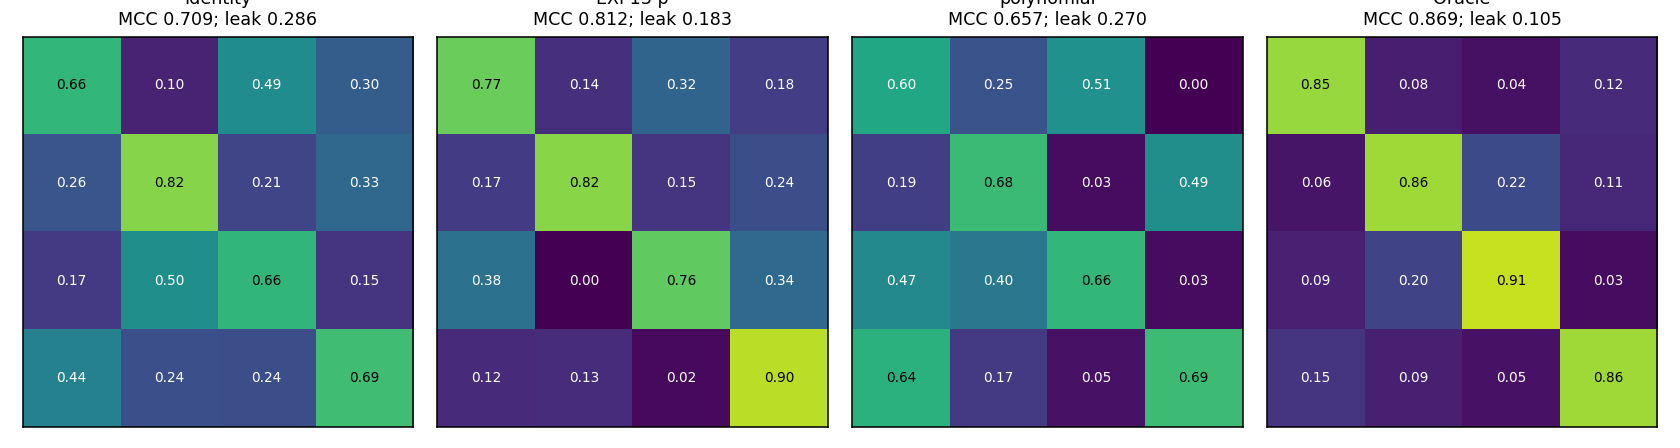 MCC 0.709; leak 0.286
MCC 0.812; leak 0.183
polynomial
MCC 0.657; leak 0.270
MCC 0.869; leak 0.105
0.66 0.10 0.49 0.30
0.26 0.82 0.21 0.33
0.17 0.50 0.66 0.15
0.44 0.24 0.24 0.69
0.77 0.14 0.32 0.18
0.17 0.82 0.15 0.24
0.38 0.00 0.76 0.34
0.12 0.13 0.02 0.90
0.60 0.25 0.51 0.00
0.19 0.68 0.03 0.49
0.47 0.40 0.66 0.03
0.64 0.17 0.05 0.69
0.85 0.08 0.04 0.12
0.06 0.86 0.22 0.11
0.09 0.20 0.91 0.03
0.15 0.09 0.05 0.86